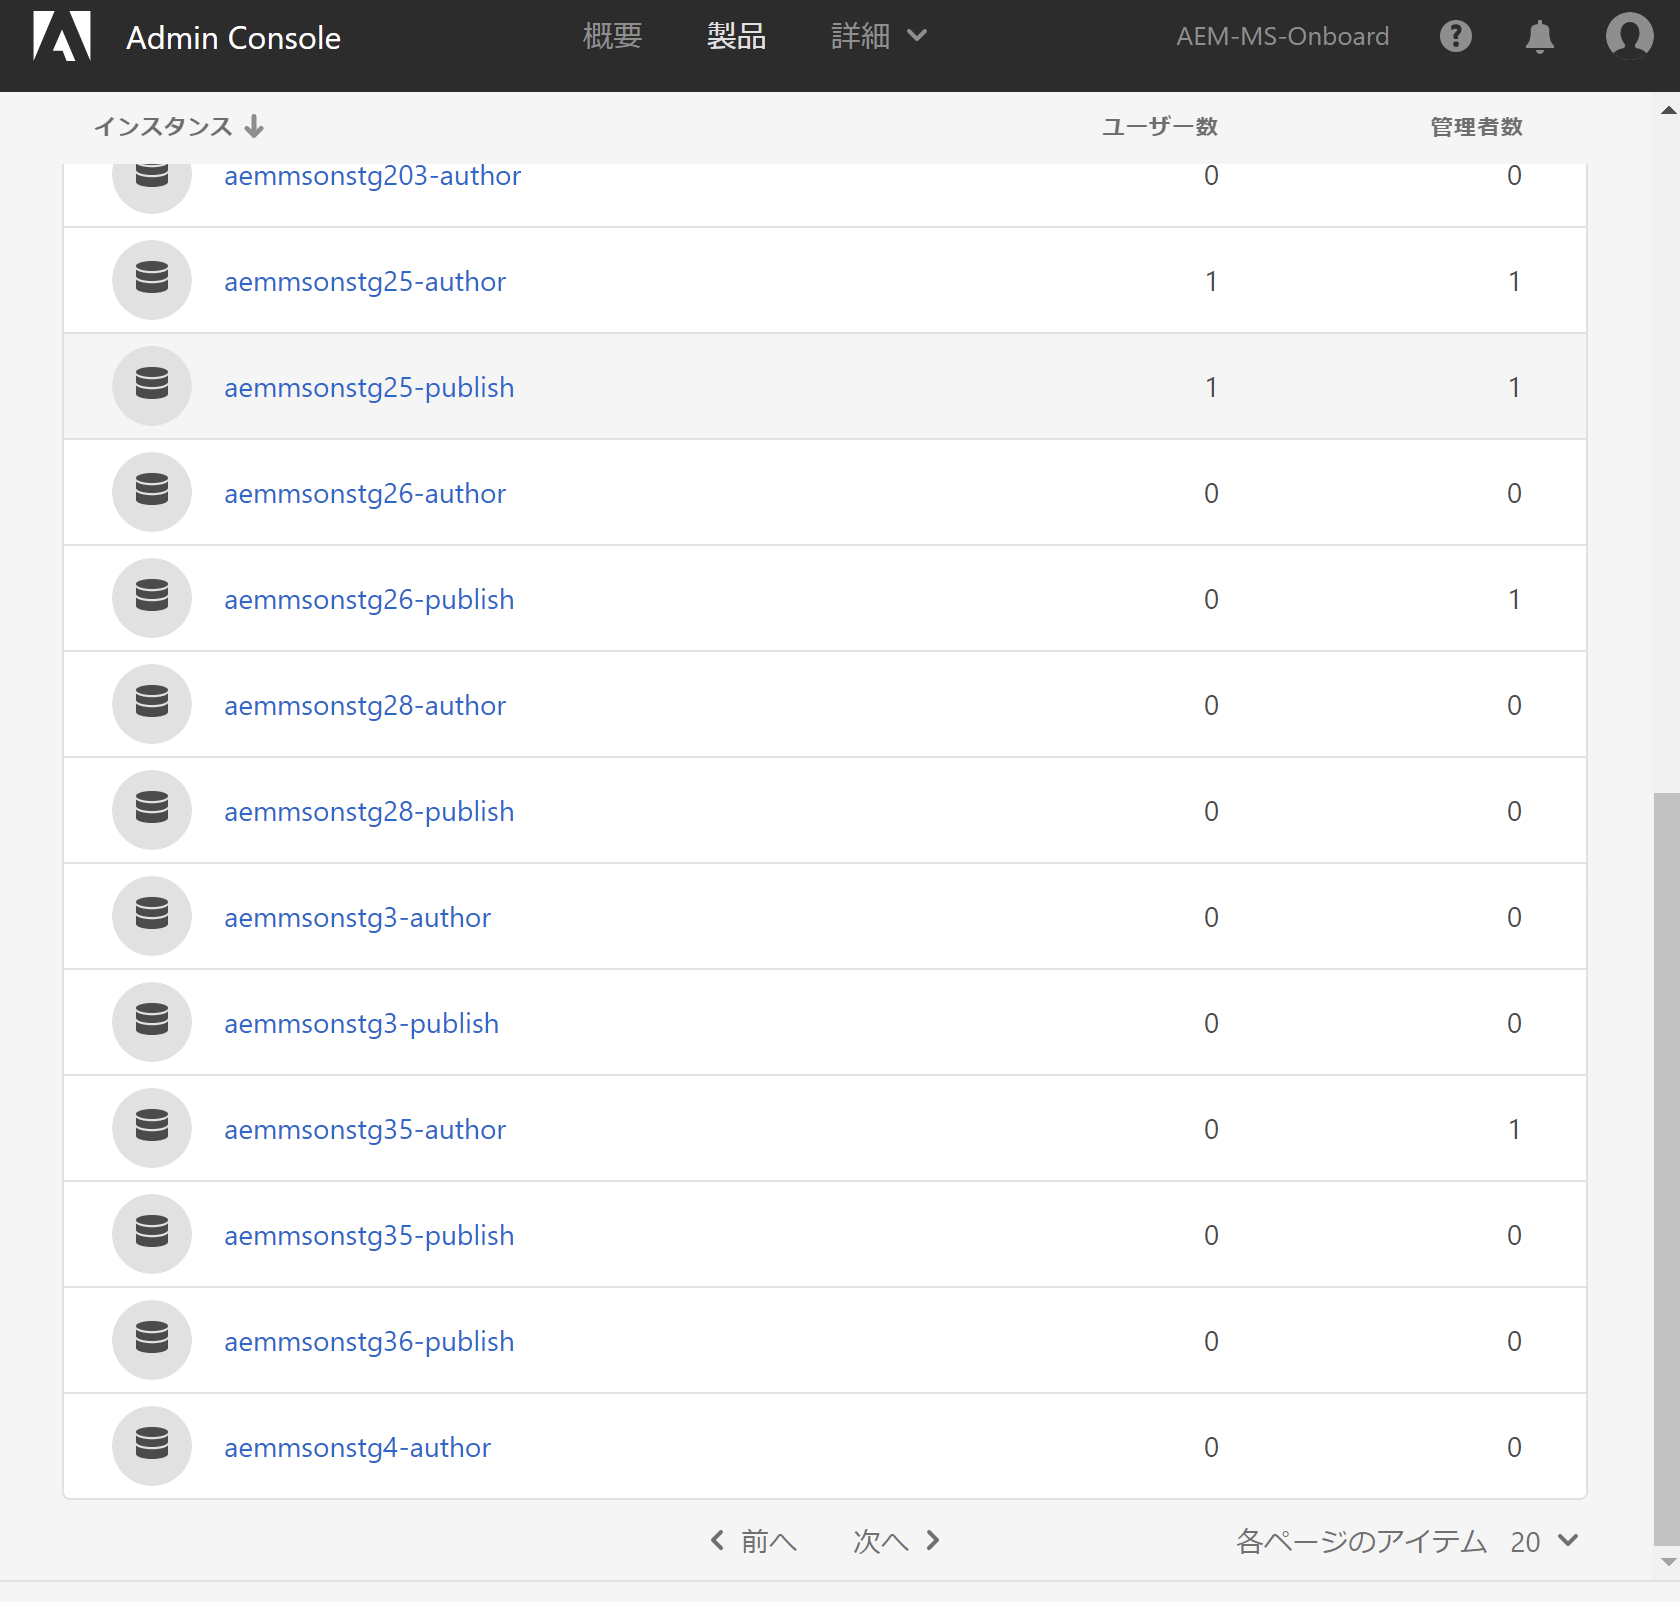 Admin Console 概要 製品 詳細 AEM-MS-Onboard
インスタンス ユーザー数 管理者数
aemmsonstg203-author 0 0
aemmsonstg25-author 1 1
aemmsonstg25-publish 1 1
aemmsonstg26-author 0 0
aemmsonstg26-publish 0 1
aemmsonstg28-author 0 0
aemmsonstg28-publish 0 0
aemmsonstg3-author 0 0
aemmsonstg3-publish 0 0
aemmsonstg35-author 0 1
aemmsonstg35-publish 0 0
aemmsonstg36-publish 0 0
aemmsonstg4-author 0 0
前へ 次へ 各ページのアイテム 20